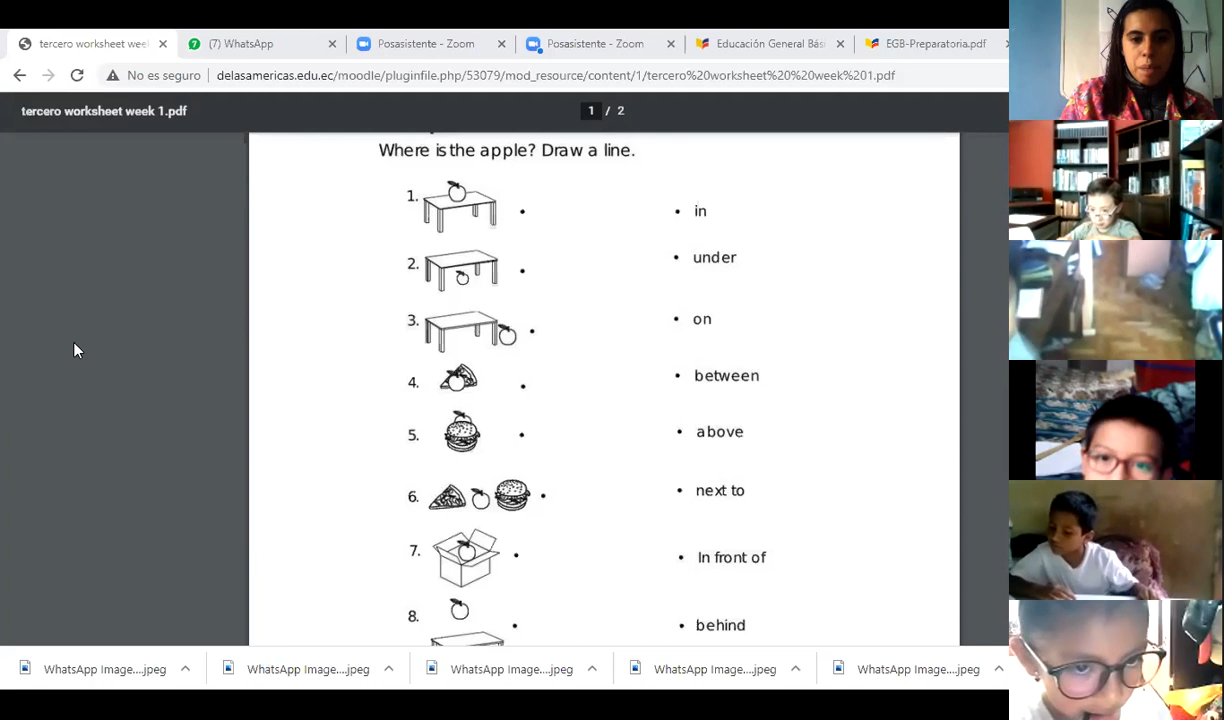 tercero worksheet wee
(7) WhatsApp
Posasistente - Zoom
Posasistente - Zoom
Educación General Bás
EGB-Preparatoria.pdf
No es seguro
delasamericas.edu.ec/moodle/pluginfile.php/53079/mod_resource/content/1/tercero%20worksheet%20%20week%201.pdf
tercero worksheet week 1.pdf
1 / 2
Where is the apple? Draw a line.
1. • • in
2. • • under
3. • • on
4. • • between
5. • • above
6. • • next to
7. • • In front of
8. • • behind
WhatsApp Image....jpeg
WhatsApp Image....jpeg
WhatsApp Image....jpeg
WhatsApp Image....jpeg
WhatsApp Image....jpeg